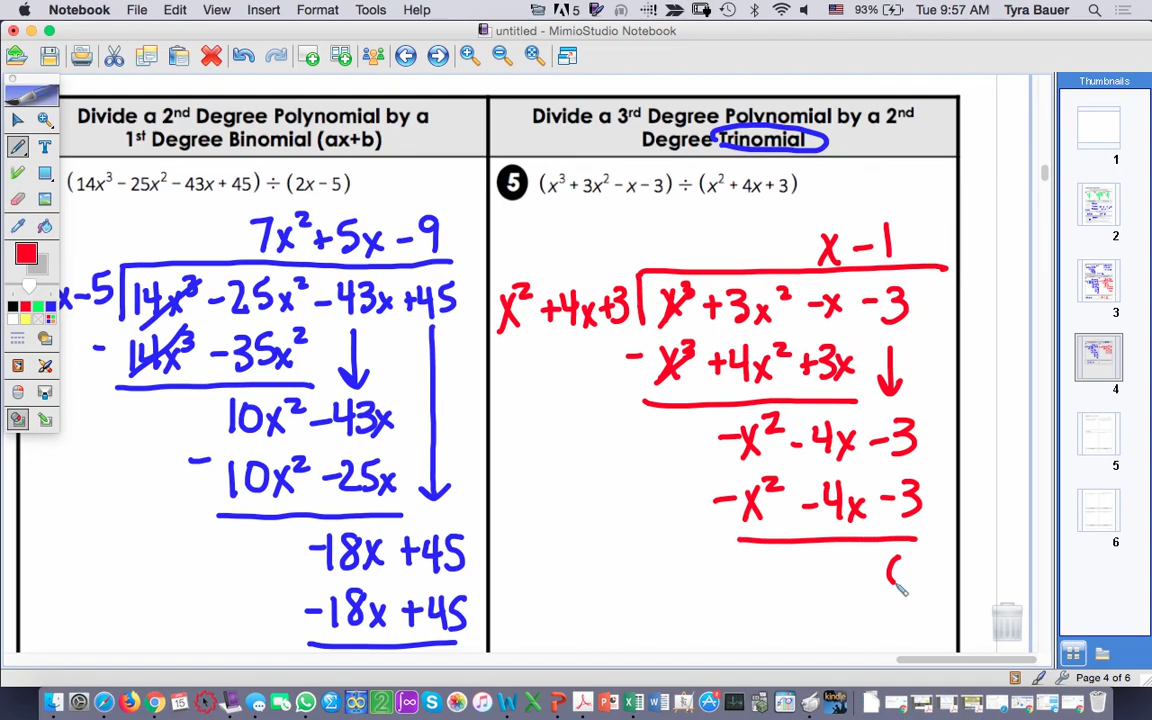 Notebook File Edit View Insert Format Tools Help 5 93% Tue 9:57 AM Tyra Bauer
untitled - MimioStudio Notebook
Divide a 2nd Degree Polynomial by a
1st Degree Binomial (ax+b)
(14x³ − 25x² − 43x + 45) ÷ (2x − 5)
7x² + 5x − 9
x − 5 14x³ − 25x² − 43x + 45
− 14x³ − 35x²
10x² − 43x
− 10x² − 25x
−18x + 45
−18x + 45
Divide a 3rd Degree Polynomial by a 2nd
Degree Trinomial
5 (x³ + 3x² − x − 3) ÷ (x² + 4x + 3)
x − 1
x² + 4x + 3 x³ + 3x² − x − 3
− x³ + 4x² + 3x
−x² − 4x − 3
−x² − 4x − 3
Thumbnails
1
2
3
4
5
6
Page 4 of 6